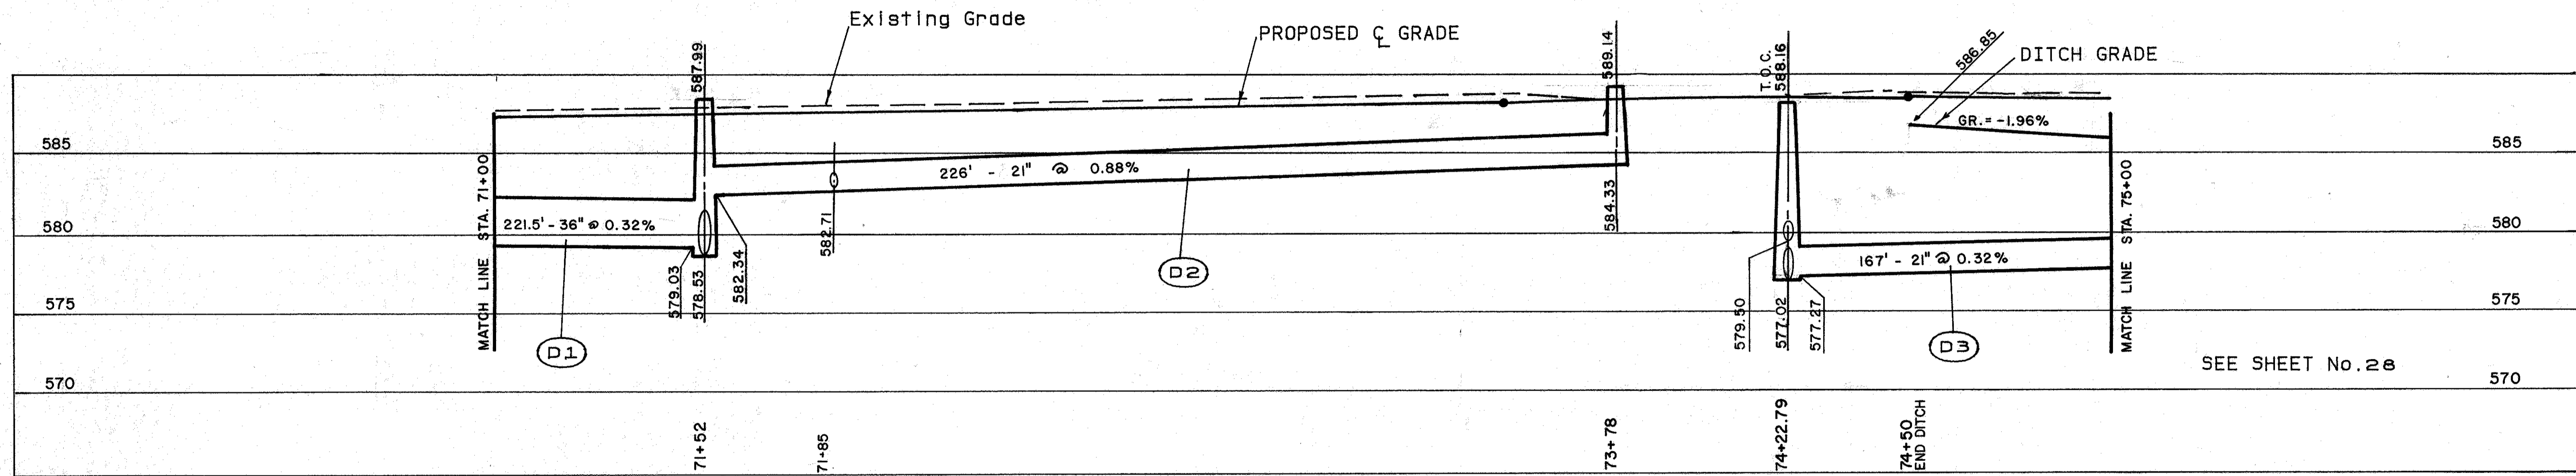 Existing Grade
PROPOSED ℄ GRADE
587.99
589.14
T.O.C.
588.16
586.85
DITCH GRADE
GR. = -1.96%
585
585
226' - 21" @ 0.88%
MATCH LINE STA. 71+00
221.5' - 36" @ 0.32%
580
580
582.71
584.33
167' - 21" @ 0.32%
MATCH LINE STA. 75+00
579.03
578.53
582.34
D2
579.50
577.02
577.27
575
575
D1
D3
SEE SHEET No. 28
570
570
71+52
71+85
73+78
74+22.79
74+50
END DITCH